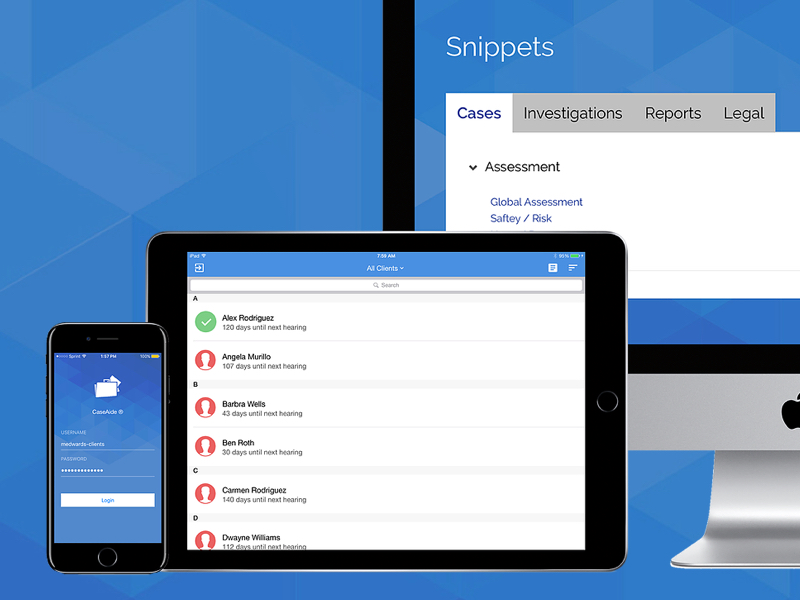 Snippets
Cases Investigations Reports Legal
Assessment
Global Assessment
Saftey / Risk
iPad 7:59 AM 95%
All Clients
Search
A
Alex Rodriguez
120 days until next hearing
Angela Murillo
107 days until next hearing
B
Barbra Wells
43 days until next hearing
Ben Roth
30 days until next hearing
C
Carmen Rodriguez
140 days until next hearing
D
Dwayne Williams
112 days until next hearing
Sprint 1:57 PM 100%
CaseAide ®
USERNAME
medwards-clients
PASSWORD
•••••••••••••
Login